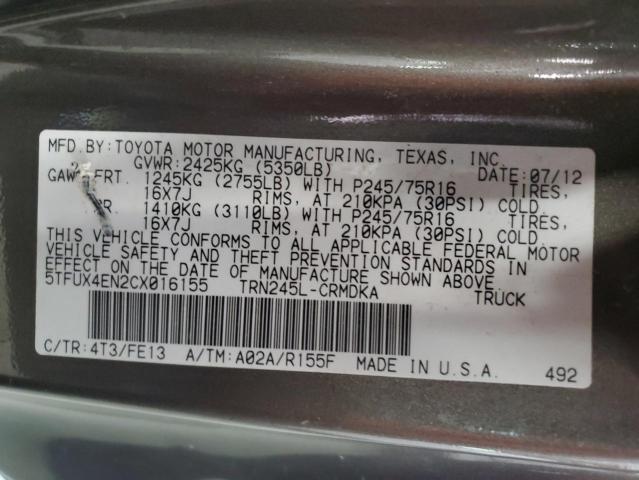 MFD.BY:TOYOTA MOTOR MANUFACTURING, TEXAS, INC.
GVWR:2425KG (5350LB) DATE:07/12
FRT. 1245KG (2755LB) WITH P245/75R16 TIRES,
16X7J RIMS, AT 210KPA (30PSI) COLD
1410KG (3110LB) WITH P245/75R16 TIRES,
16X7J RIMS, AT 210KPA (30PSI) COLD
THIS VEHICLE CONFORMS TO ALL APPLICABLE FEDERAL MOTOR
VEHICLE SAFETY AND THEFT PREVENTION STANDARDS IN
EFFECT ON THE DATE OF MANUFACTURE SHOWN ABOVE
5TFUX4EN2CX016155 TRN245L-CRMDKA TRUCK
C/TR:4T3/FE13 A/TM:A02A/R155F MADE IN U.S.A. 492